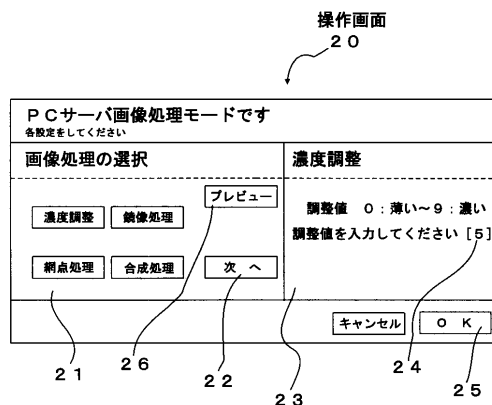 操作画面
２０
ＰＣサーバ画像処理モードです
各設定をしてください
画像処理の選択
濃度調整
プレビュー
濃度調整
鏡像処理
調整値 ０：薄い～９：濃い
調整値を入力してください［５］
網点処理
合成処理
次 へ
キャンセル
Ｏ Ｋ
２１
２６
２２
２３
２４
２５